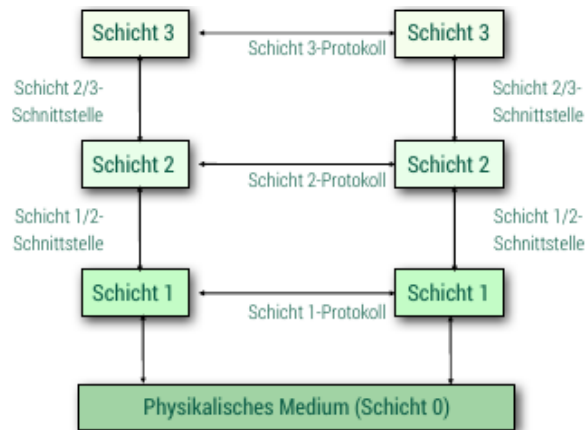 Schicht 3
Schicht 3
Schicht 3-Protokoll
Schicht 2/3-
Schnittstelle
Schicht 2/3-
Schnittstelle
Schicht 2
Schicht 2
Schicht 2-Protokoll
Schicht 1/2-
Schnittstelle
Schicht 1/2-
Schnittstelle
Schicht 1
Schicht 1
Schicht 1-Protokoll
Physikalisches Medium (Schicht 0)